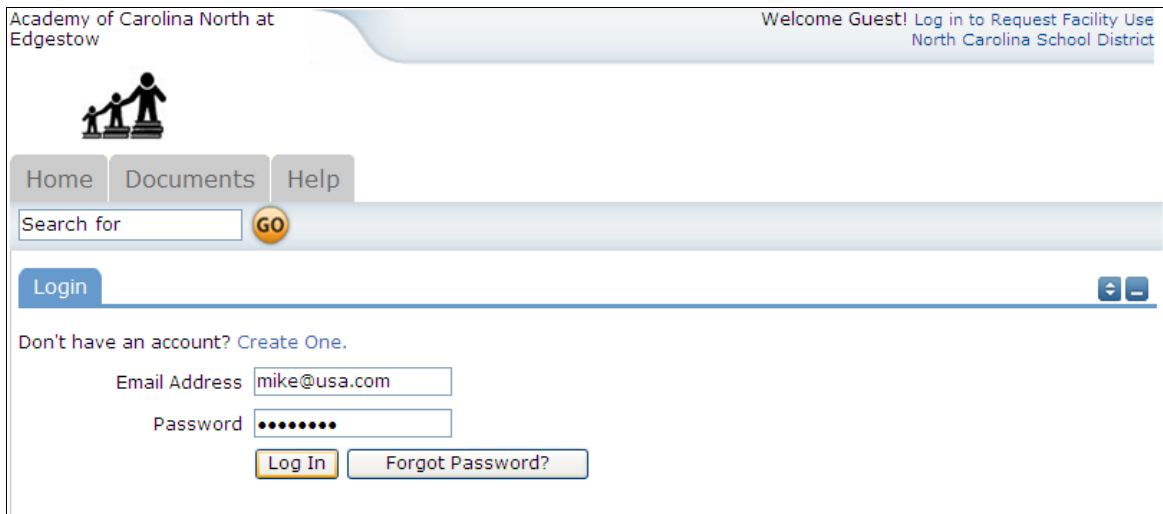 Academy of Carolina North at
Edgestow
Welcome Guest! Log in to Request Facility Use
North Carolina School District
Home Documents Help
Search for GO
Login
Don't have an account? Create One.
Email Address mike@usa.com
Password ••••••••
Log In Forgot Password?